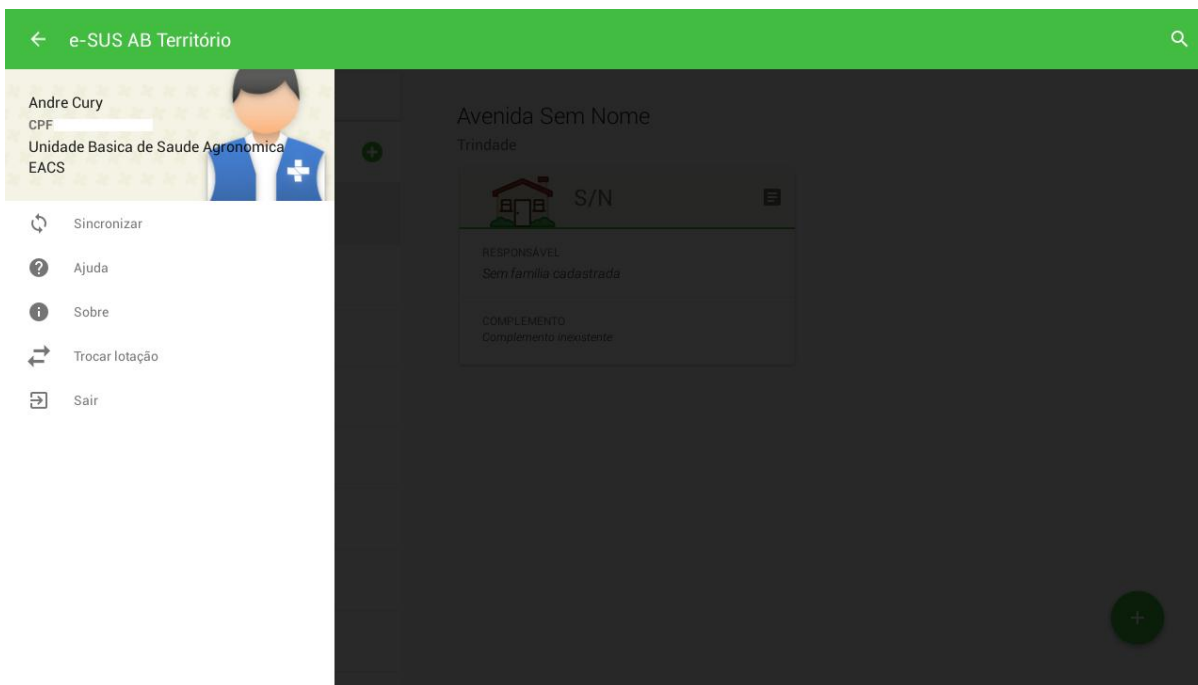 e-SUS AB Território
Andre Cury
CPF
Unidade Basica de Saude Agronomica
EACS
Sincronizar
Ajuda
Sobre
Trocar lotação
Sair
Avenida Sem Nome
Trindade
S/N
RESPONSÁVEL
Sem família cadastrada
COMPLEMENTO
Complemento inexistente